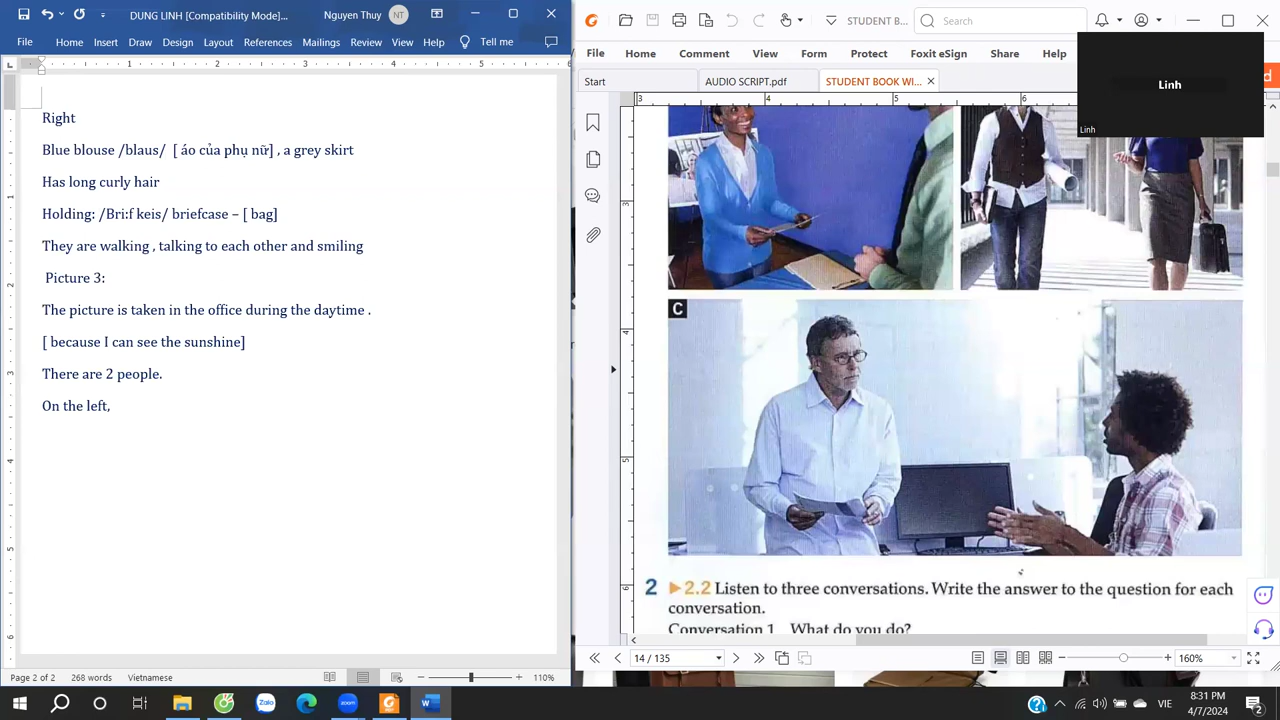 DUNG LINH [Compatibility Mode]...
Nguyen Thuy
NT
File Home Insert Draw Design Layout References Mailings Review View Help Tell me
Right
Blue blouse /blaus/ [ áo của phụ nữ] , a grey skirt
Has long curly hair
Holding: /Bri:f keis/ briefcase – [ bag]
They are walking , talking to each other and smiling
Picture 3:
The picture is taken in the office during the daytime .
[ because I can see the sunshine]
There are 2 people.
On the left,
Page 2 of 2 268 words Vietnamese
110%
STUDENT B...
Search
File Home Comment View Form Protect Foxit eSign Share Help
Start AUDIO SCRIPT.pdf STUDENT BOOK WI...
Linh
Linh
C
2 2.2 Listen to three conversations. Write the answer to the question for each
conversation.
Conversation 1 What do you do?
14 / 135
160%
Zalo
zoom
VIE
8:31 PM
4/7/2024
2